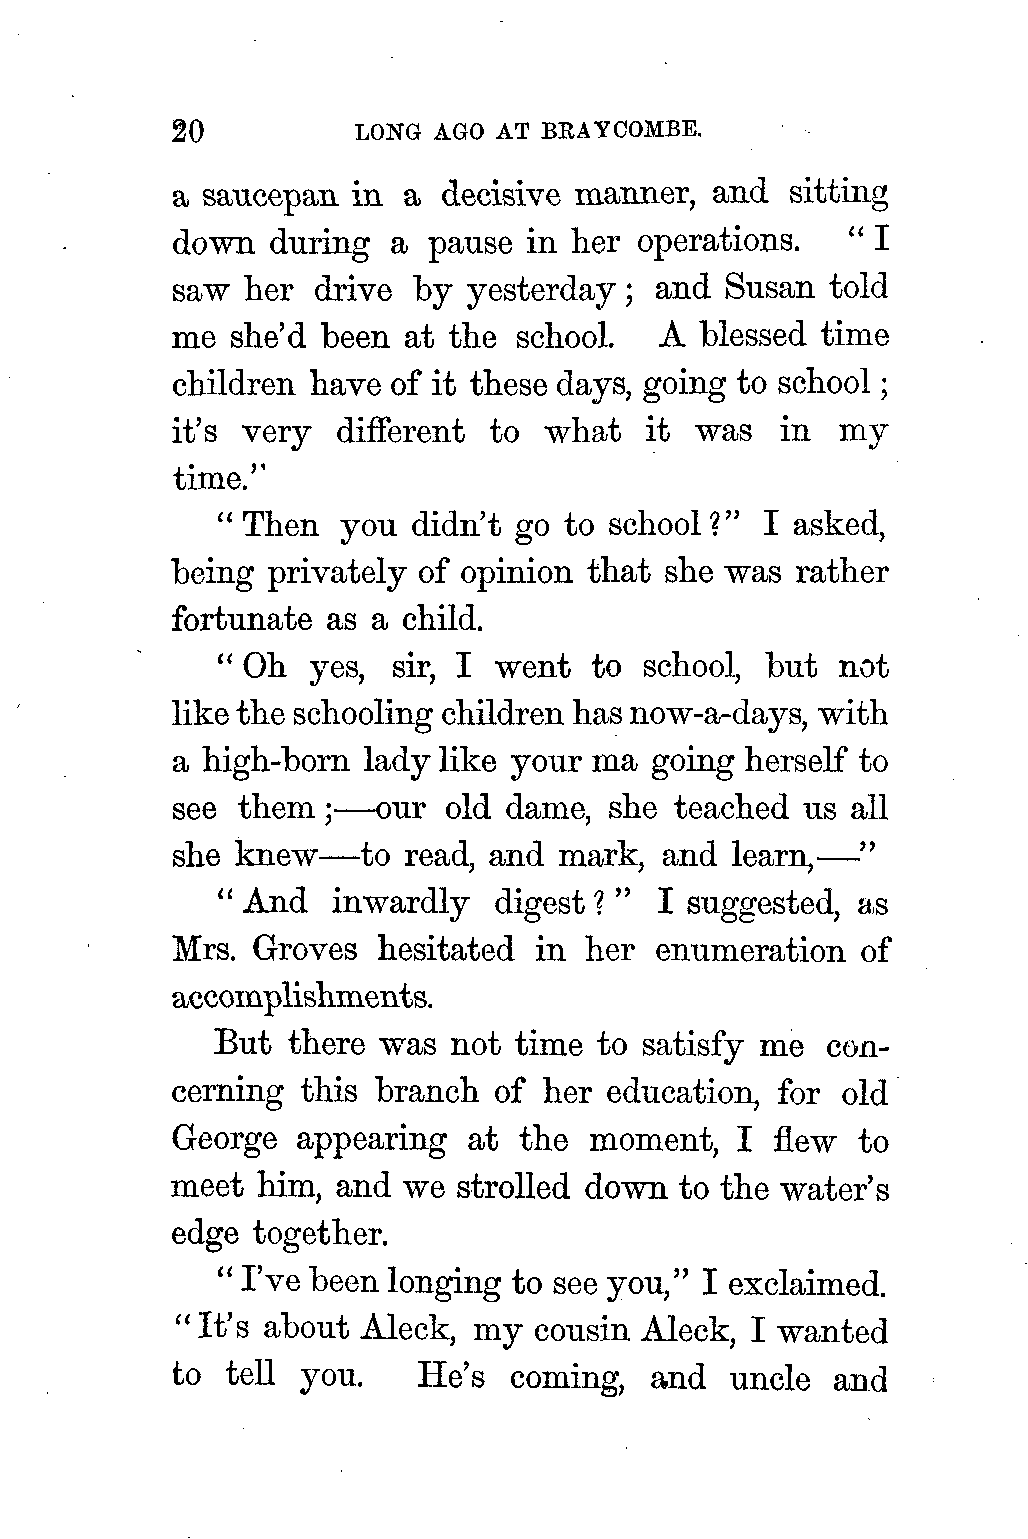 20 LONG AGO AT BRAYCOMBE.
a saucepan in a decisive manner, and sitting
down during a pause in her operations. “ I
saw her drive by yesterday ; and Susan told
me she’d been at the school. A blessed time
children have of it these days, going to school ;
it’s very different to what it was in my
time.”
“ Then you didn’t go to school ?” I asked,
being privately of opinion that she was rather
fortunate as a child.
“ Oh yes, sir, I went to school, but not
like the schooling children has now-a-days, with
a high-born lady like your ma going herself to
see them ;—our old dame, she teached us all
she knew—to read, and mark, and learn,—”
“ And inwardly digest ? ” I suggested, as
Mrs. Groves hesitated in her enumeration of
accomplishments.
But there was not time to satisfy me con-
cerning this branch of her education, for old
George appearing at the moment, I flew to
meet him, and we strolled down to the water’s
edge together.
“ I’ve been longing to see you,” I exclaimed.
“ It’s about Aleck, my cousin Aleck, I wanted
to tell you. He’s coming, and uncle and